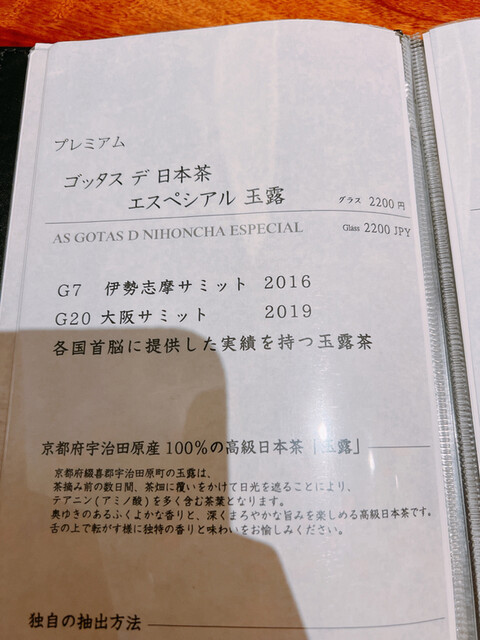 プレミアム
ゴッタス デ 日本茶
エスペシアル 玉露
グラス 2200円
AS GOTAS D NIHONCHA ESPECIAL
Glass 2200 JPY
G7 伊勢志摩サミット 2016
G20 大阪サミット 2019
各国首脳に提供した実績を持つ玉露茶
京都府宇治田原産 100%の高級日本茶「玉露」
京都府綴喜郡宇治田原町の玉露は、
茶摘み前の数日間、茶畑に覆いをかけて日光を遮ることにより、
テアニン(アミノ酸)を多く含む茶葉となります。
奥ゆきのあるふくよかな香りと、深くまろやかな旨みを楽しめる高級日本茶です。
舌の上で転がす様に独特の香りと味わいをお愉しみください。
独自の抽出方法